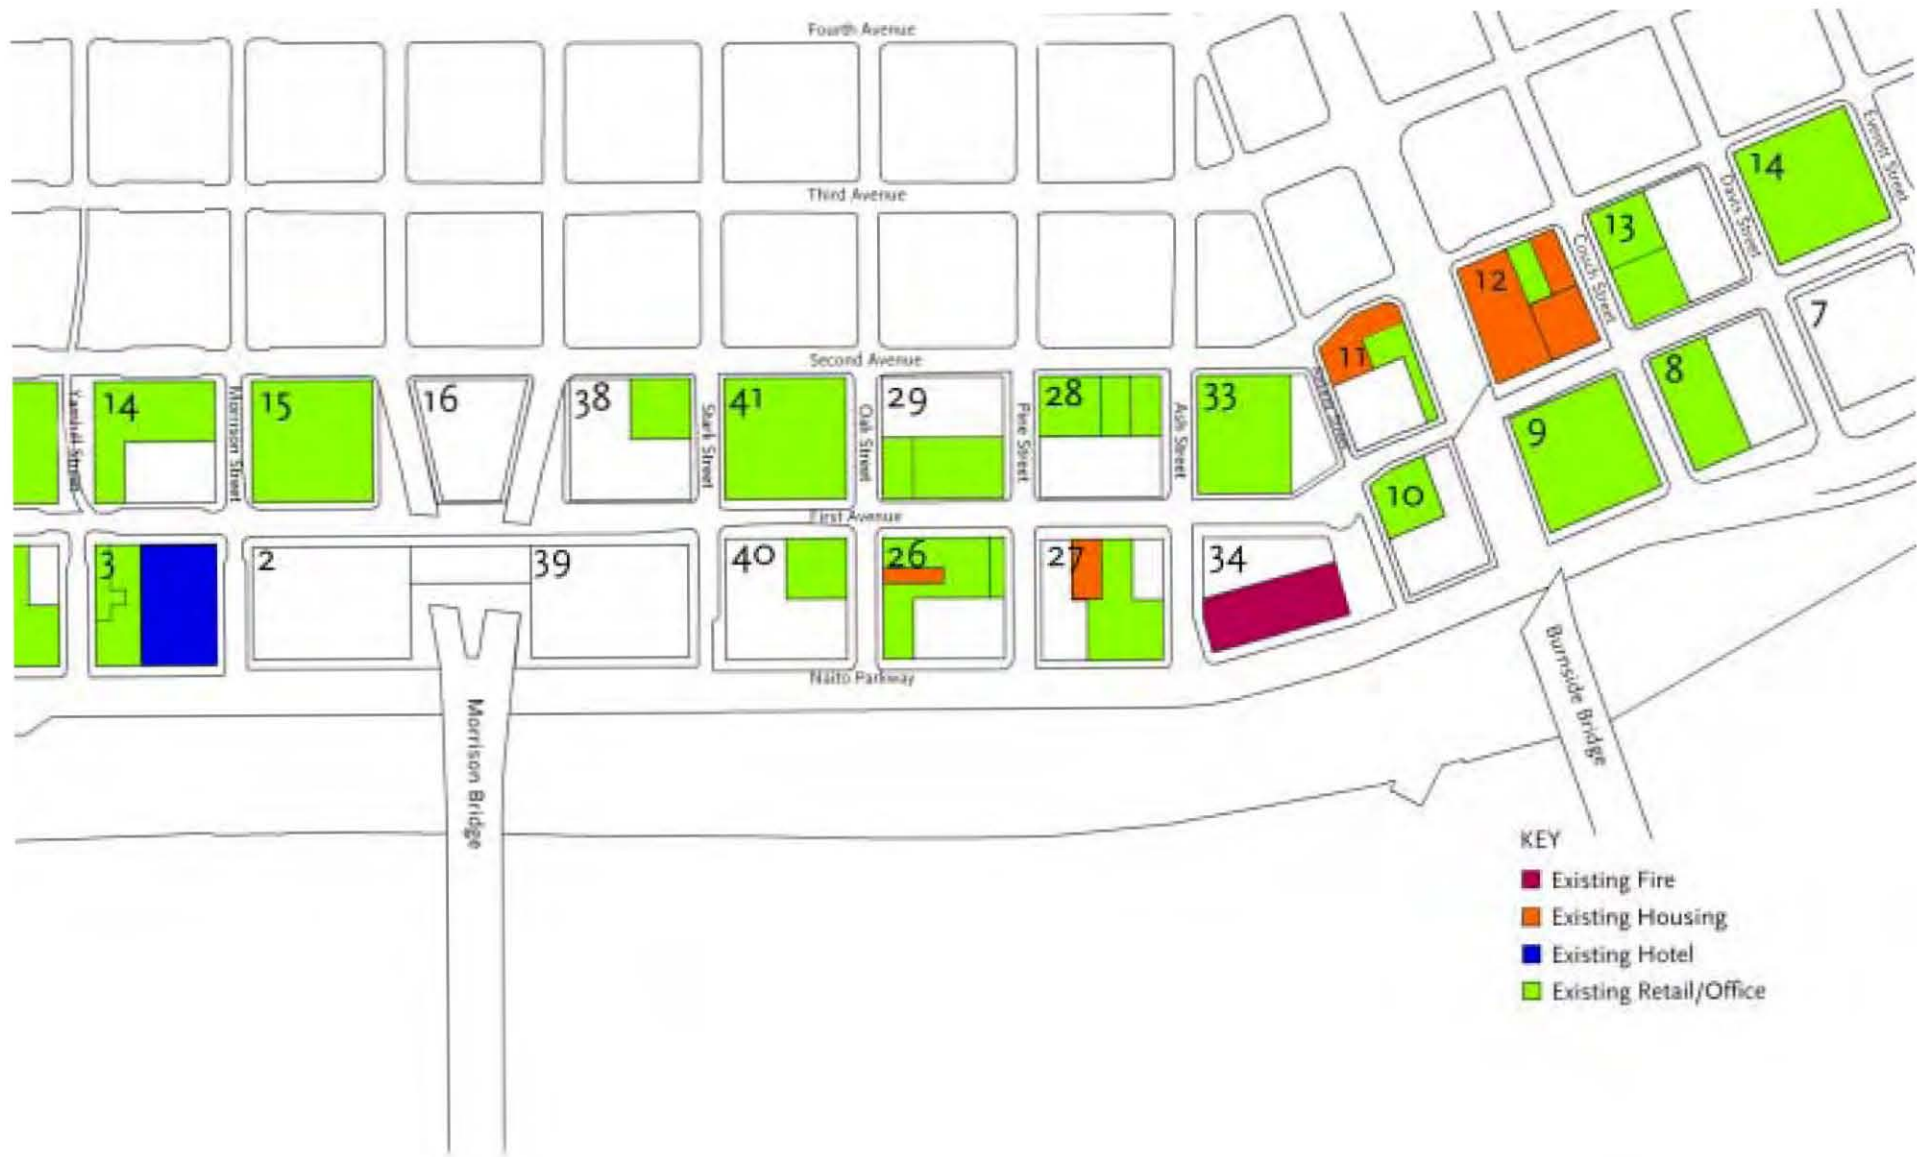 Fourth Avenue
Third Avenue
Everett Street
Davis Street
Couch Street
14
13
12
7
11
8
Second Avenue
Yamhill Street
14
Morrison Street
15
16
38
Stark Street
41
Oak Street
29
Pine Street
28
Ash Street
33
9
10
First Avenue
3
2
39
40
26
27
34
Naito Parkway
Morrison Bridge
Burnside Bridge
KEY
Existing Fire
Existing Housing
Existing Hotel
Existing Retail/Office